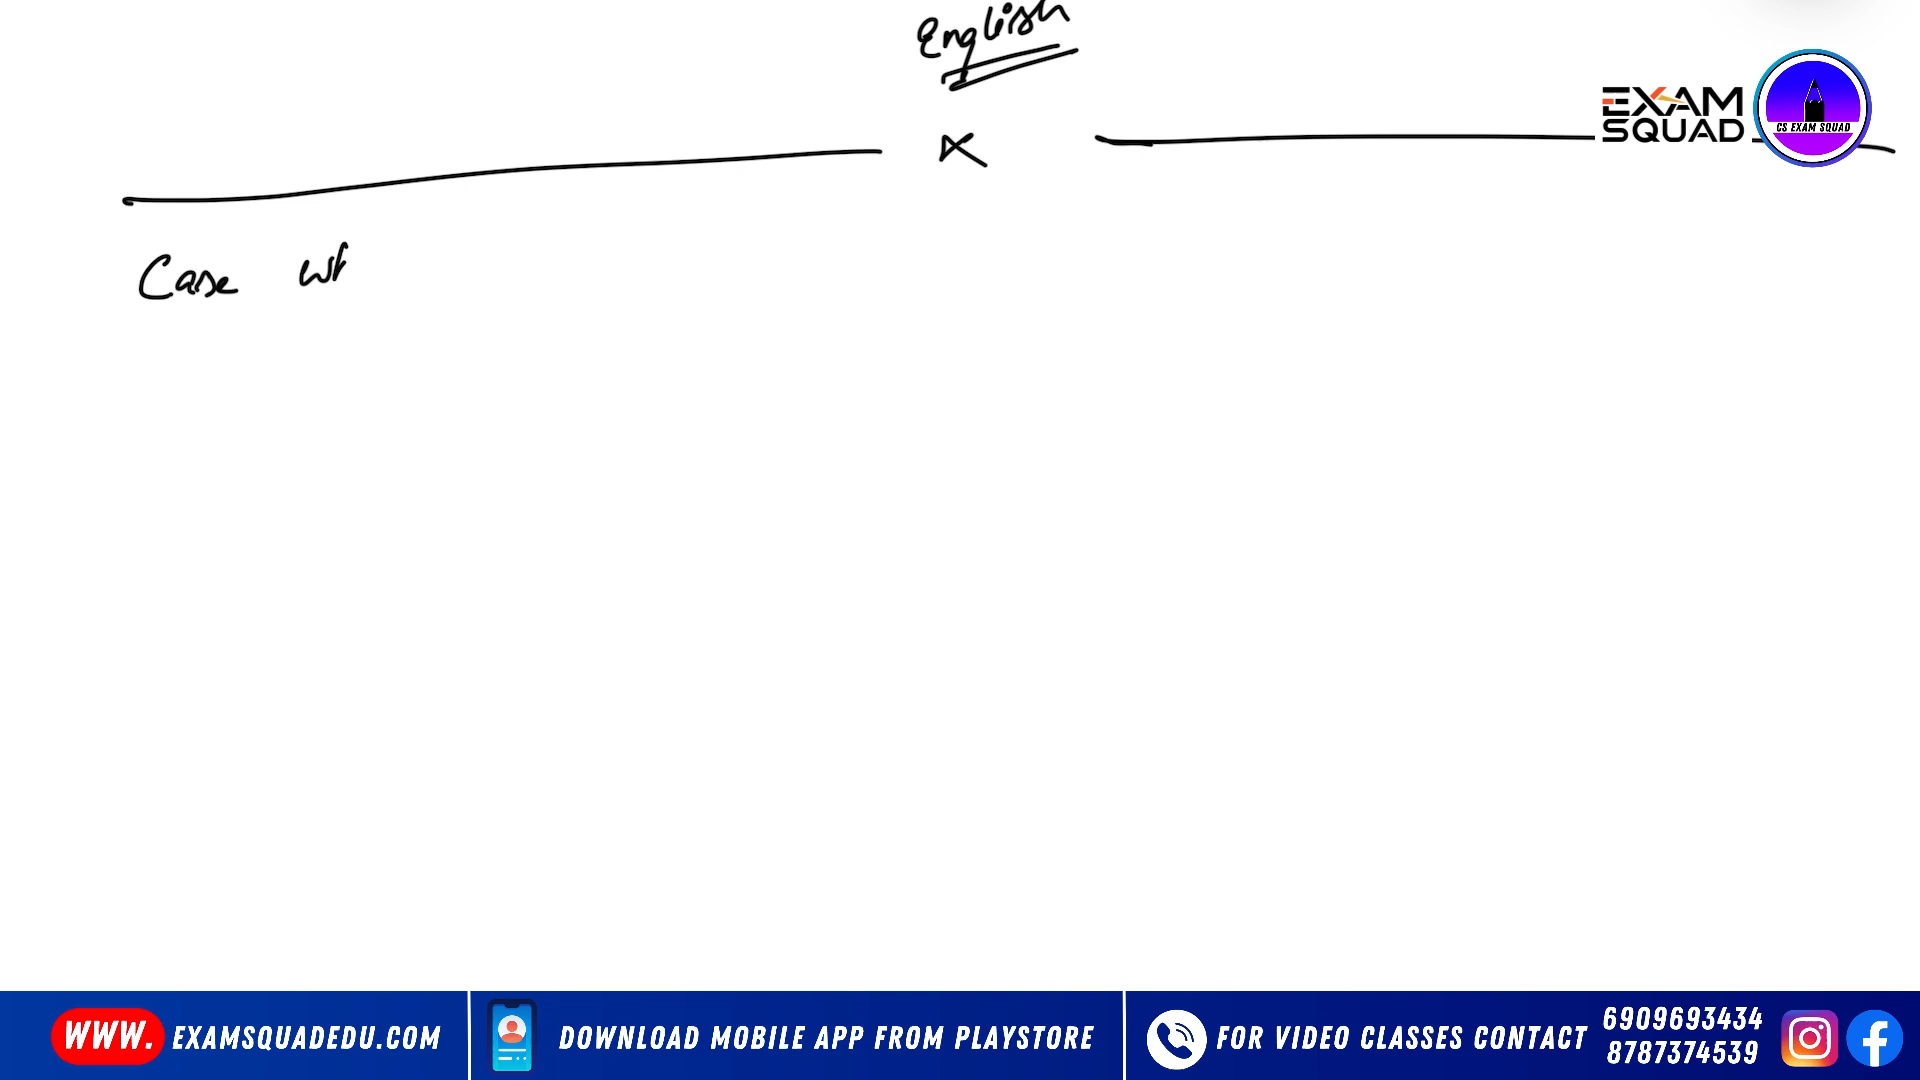 English
EXAM
SQUAD
CS EXAM SQUAD
Case
WWW. EXAMSQUADEDU.COM
DOWNLOAD MOBILE APP FROM PLAYSTORE
FOR VIDEO CLASSES CONTACT
6909693434
8787374539